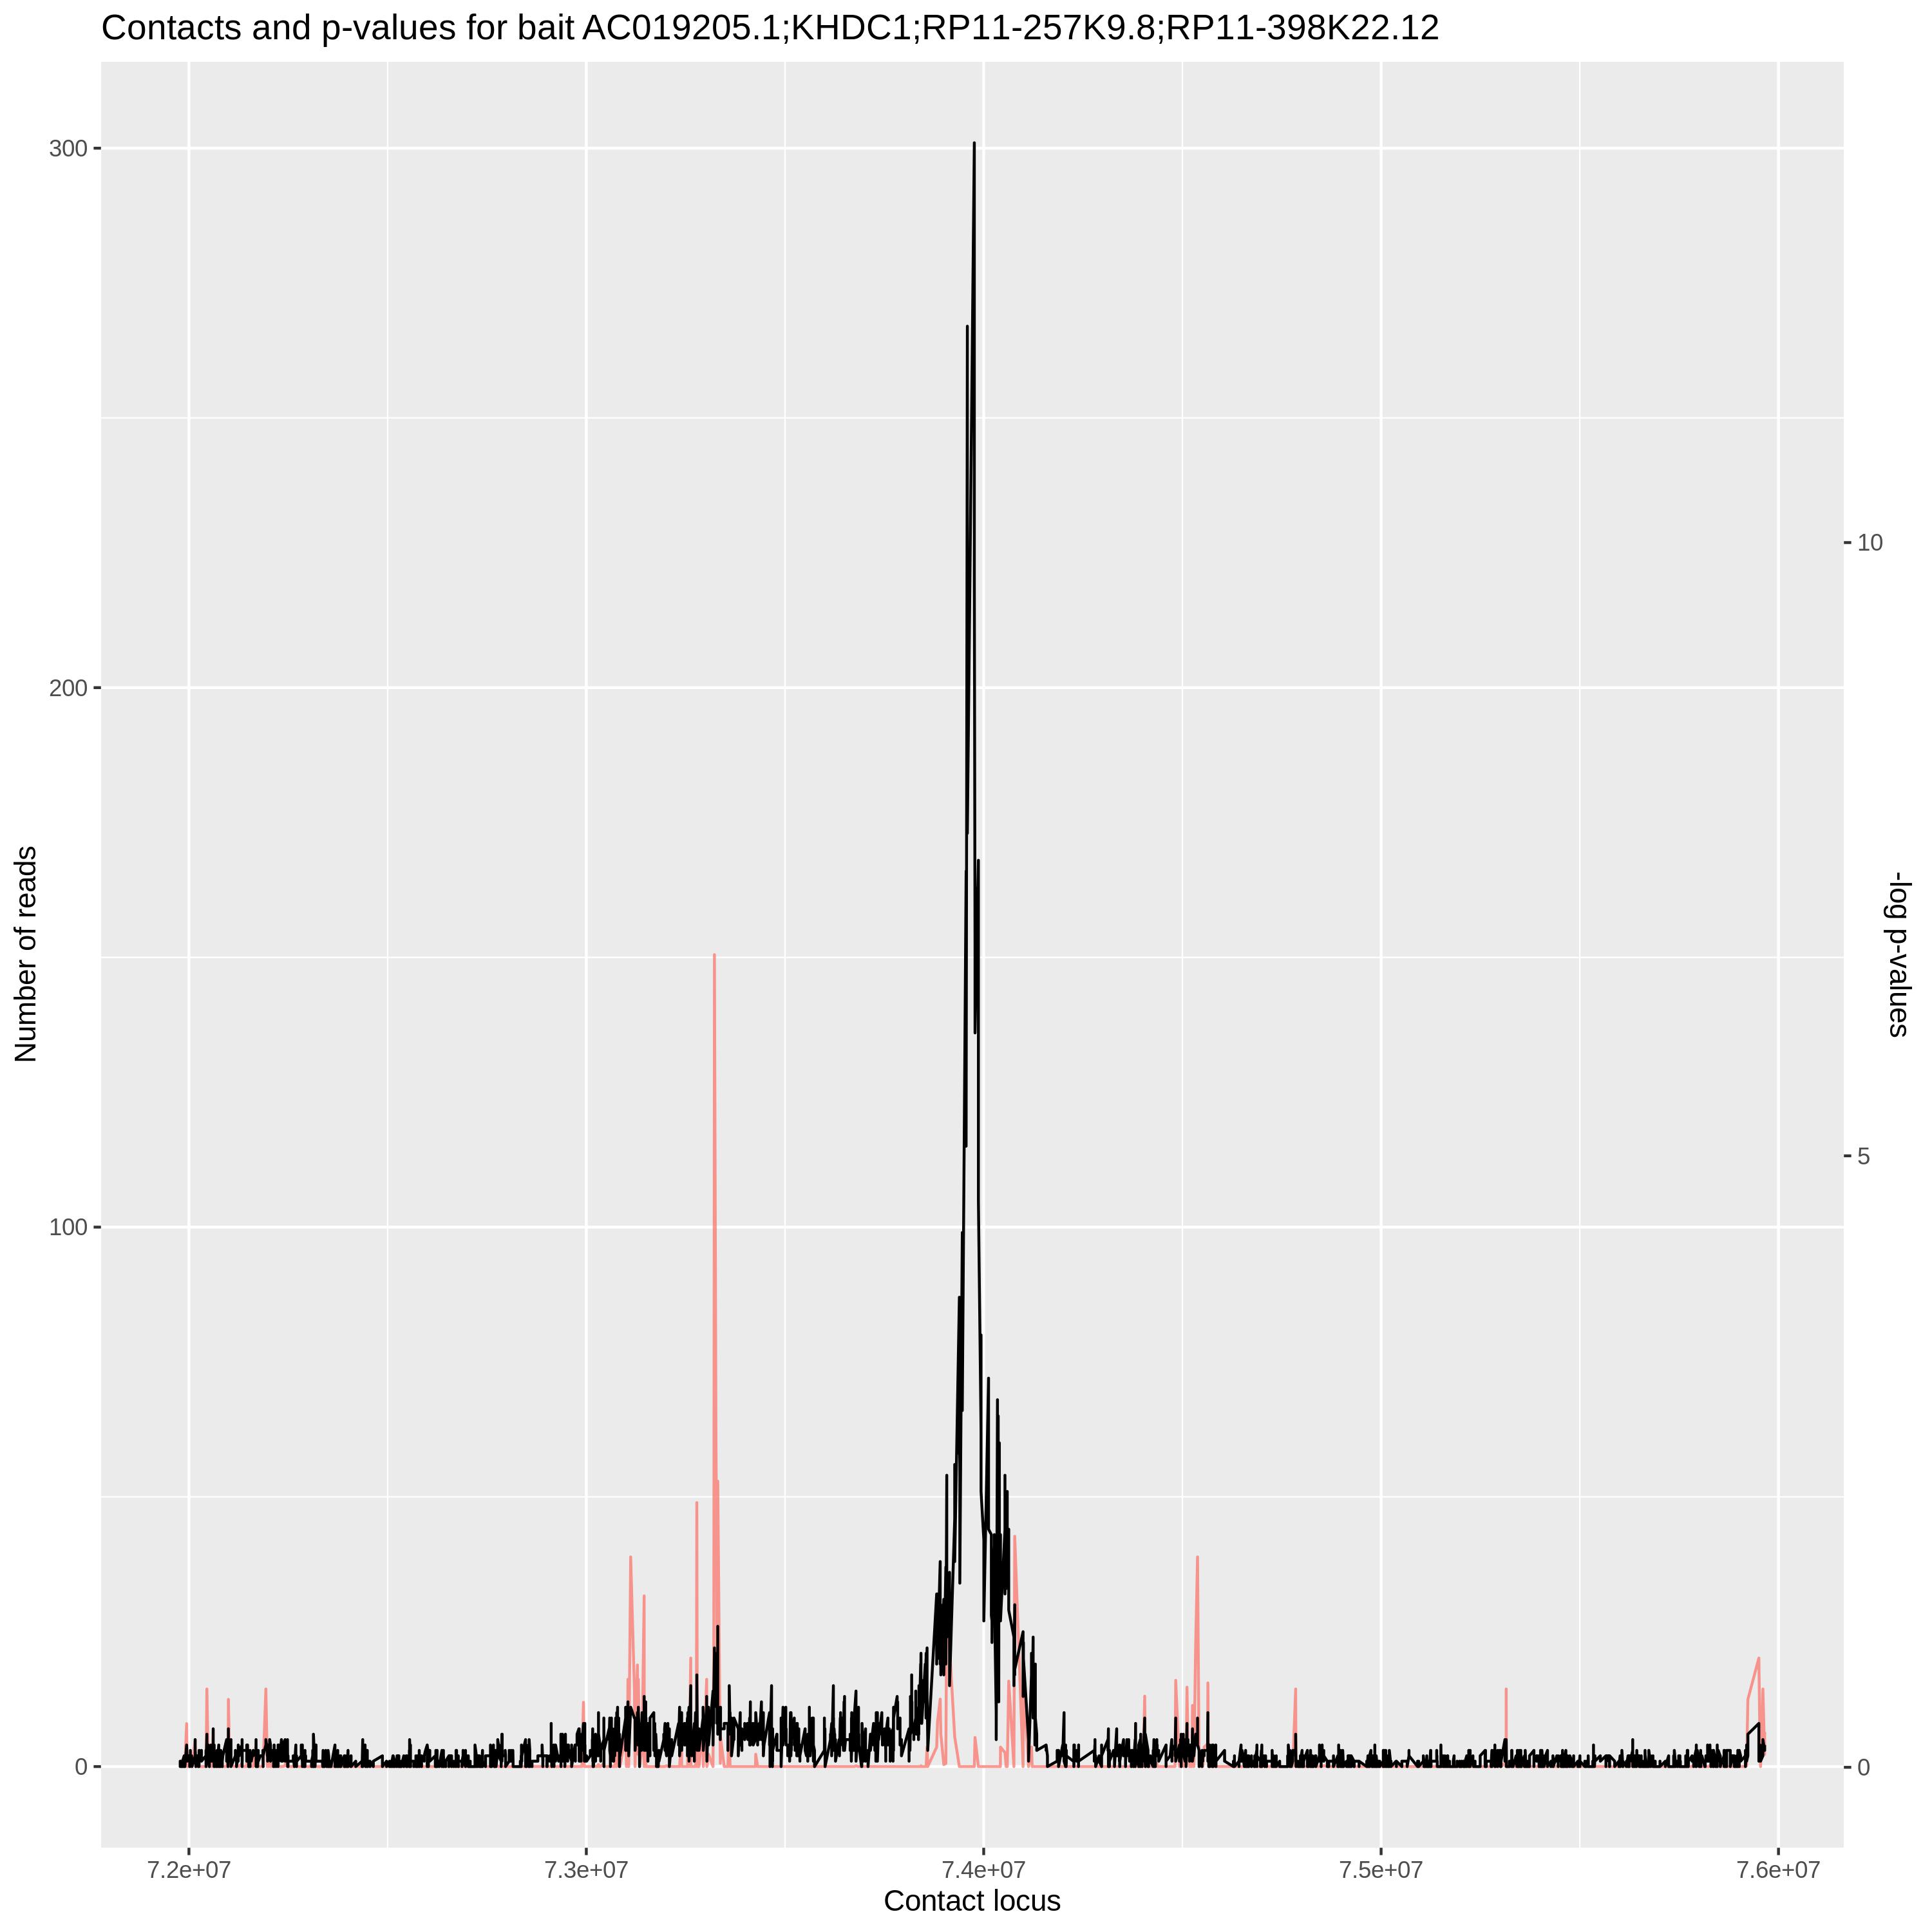 Contacts and p-values for bait AC019205.1;KHDC1;RP11-257K9.8;RP11-398K22.12
300
200
100
0
Number of reads
10
5
0
-log p-values
7.2e+07 7.3e+07 7.4e+07 7.5e+07 7.6e+07
Contact locus